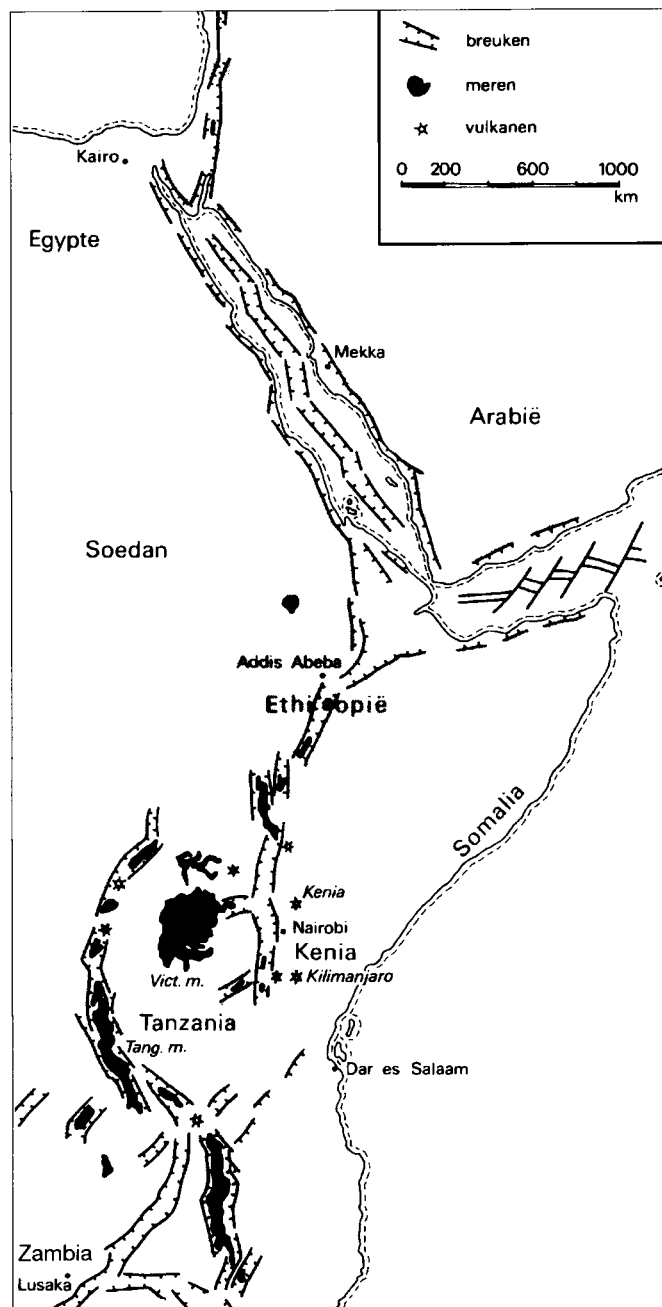 breuken
meren
vulkanen
0 200 600 1000
km
Kairo
Egypte
Mekka
Arabië
Soedan
Addis Abeba
Ethiopië
Somalia
Kenia
Nairobi
Kenia
Vict. m.
Kilimanjaro
Tanzania
Tang. m.
Dar es Salaam
Zambia
Lusaka